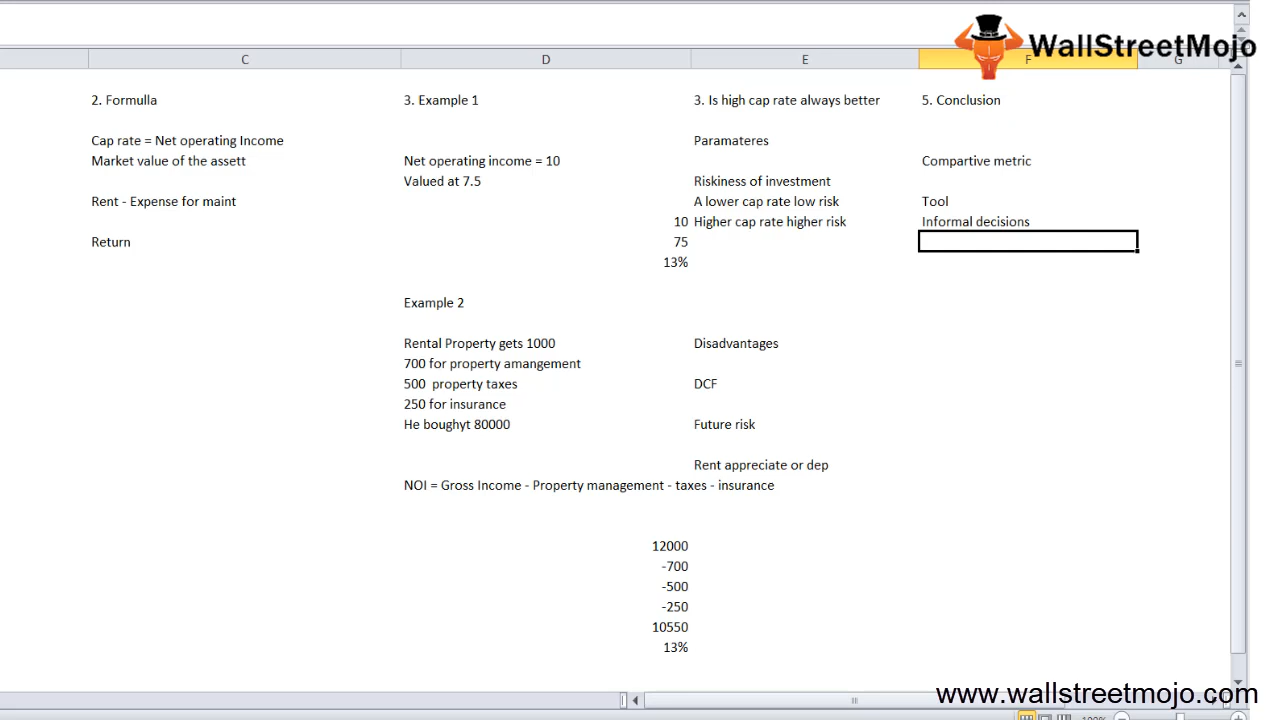 WallStreetMojo
C
D
E
F
G
2. Formulla
Cap rate = Net operating Income
Market value of the assett
Rent - Expense for maint
Return
3. Example 1
Net operating income = 10
Valued at 7.5
10
75
13%
Example 2
Rental Property gets 1000
700 for property amangement
500 property taxes
250 for insurance
He boughyt 80000
NOI = Gross Income - Property management - taxes - insurance
12000
-700
-500
-250
10550
13%
3. Is high cap rate always better
Paramateres
Riskiness of investment
A lower cap rate low risk
Higher cap rate higher risk
Disadvantages
DCF
Future risk
Rent appreciate or dep
5. Conclusion
Compartive metric
Tool
Informal decisions
www.wallstreetmojo.com